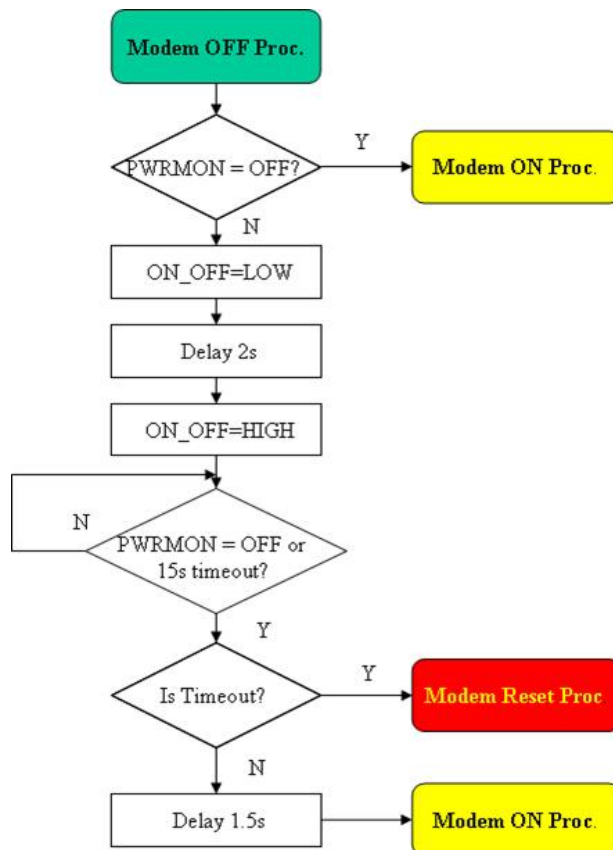 Modem OFF Proc.
PWRMON = OFF?
Y
Modem ON Proc.
N
ON_OFF=LOW
Delay 2s
ON_OFF=HIGH
N
PWRMON = OFF or
15s timeout?
Y
Is Timeout?
Y
Modem Reset Proc
N
Delay 1.5s
Modem ON Proc.